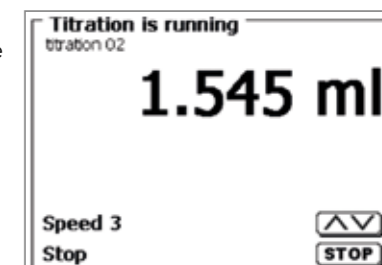 Titration is running
titration 02
e
1.545 ml
Speed 3
Stop STOP